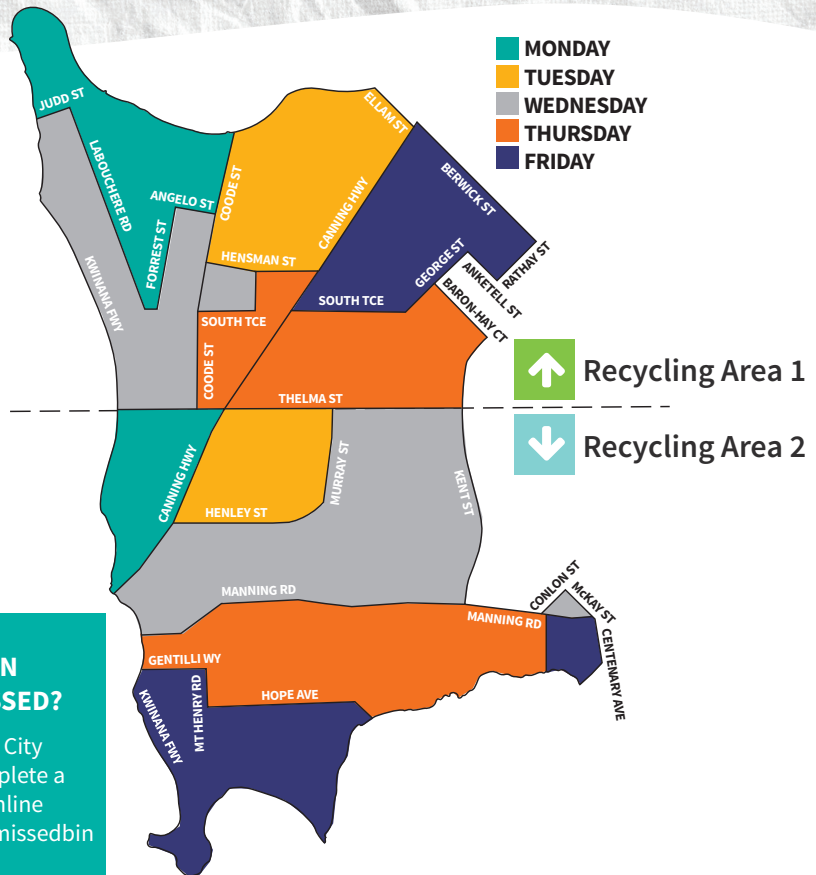 MONDAY
TUESDAY
WEDNESDAY
THURSDAY
FRIDAY
JUDD ST
LABOUCHERE RD
ANGELO ST
FORREST ST
KWINANA FWY
COODE ST
HENSMAN ST
ELLAM ST
CANNING HWY
BERWICK ST
GEORGE ST
RATHAY ST
ANKETELL ST
BARON-HAY CT
SOUTH TCE
SOUTH TCE
COODE ST
THELMA ST
Recycling Area 1
Recycling Area 2
CANNING HWY
HENLEY ST
MURRAY ST
KENT ST
MANNING RD
CONLON ST
McKAY ST
MANNING RD
CENTENARY AVE
GENTILLI WY
HOPE AVE
MT HENRY RD
KWINANA FWY
N
SSED?
City
plete a
nline
missedbin